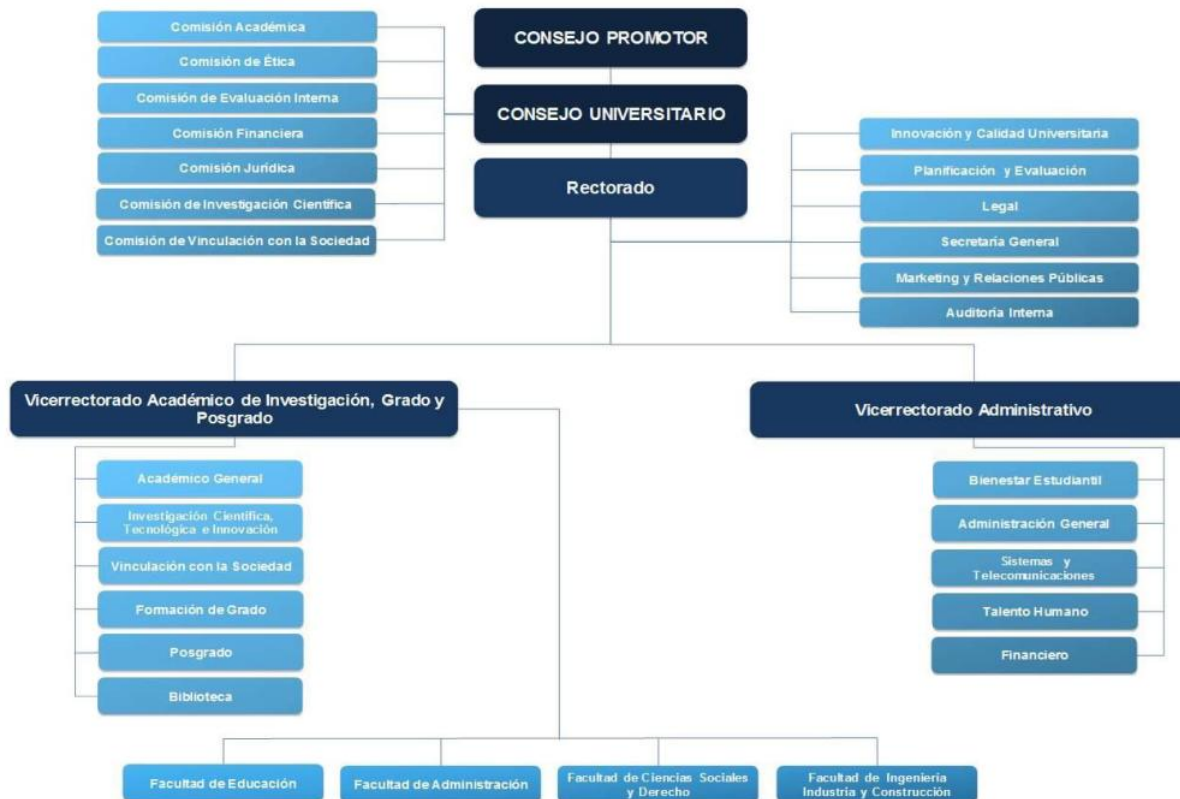 Comisión Académica
Comisión de Ética
Comisión de Evaluación Interna
Comisión Financiera
Comisión Jurídica
Comisión de Investigación Científica
Comisión de Vinculación con la Sociedad
CONSEJO PROMOTOR
CONSEJO UNIVERSITARIO
Rectorado
Innovación y Calidad Universitaria
Planificación y Evaluación
Legal
Secretaría General
Marketing y Relaciones Públicas
Auditoría Interna
Vicerrectorado Académico de Investigación, Grado y
Posgrado
Académico General
Investigación Científica,
Tecnológica e Innovación
Vinculación con la Sociedad
Formación de Grado
Posgrado
Biblioteca
Vicerrectorado Administrativo
Bienestar Estudiantil
Administración General
Sistemas y
Telecomunicaciones
Talento Humano
Financiero
Facultad de Educación
Facultad de Administración
Facultad de Ciencias Sociales
y Derecho
Facultad de Ingeniería
Industria y Construcción